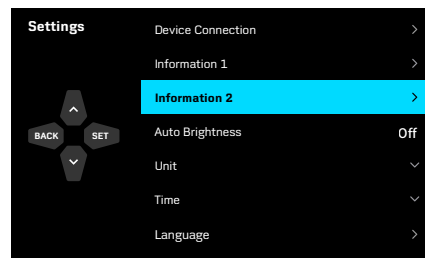 Settings
Device Connection
Information 1
Information 2
Auto Brightness Off
Unit
Time
Language
BACK SET